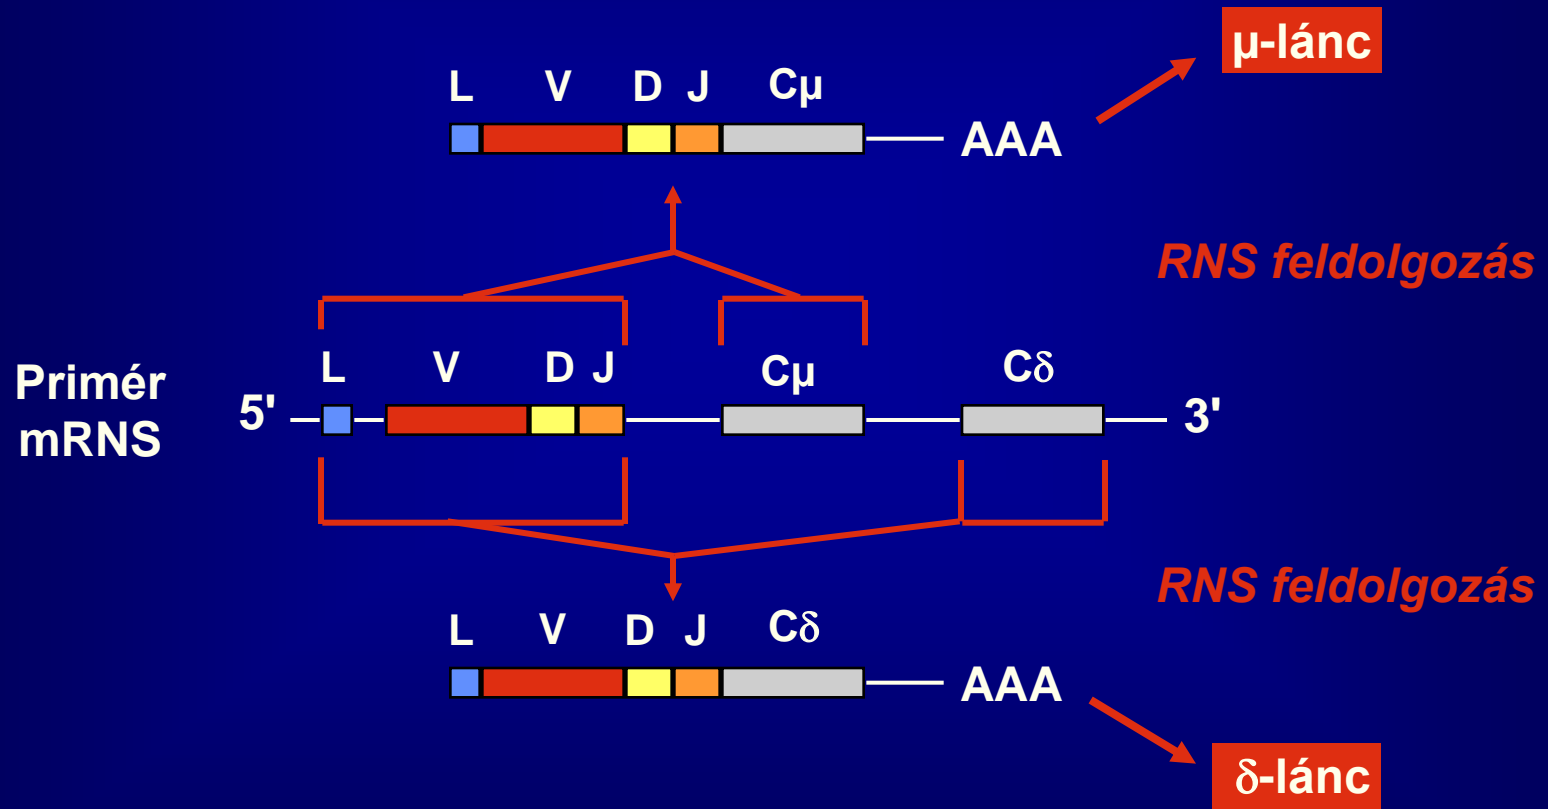 µ-lánc
L V D J Cµ
AAA
RNS feldolgozás
L V D J Cµ Cδ
Primér
mRNS
5' 3'
RNS feldolgozás
L V D J Cδ
AAA
δ-lánc